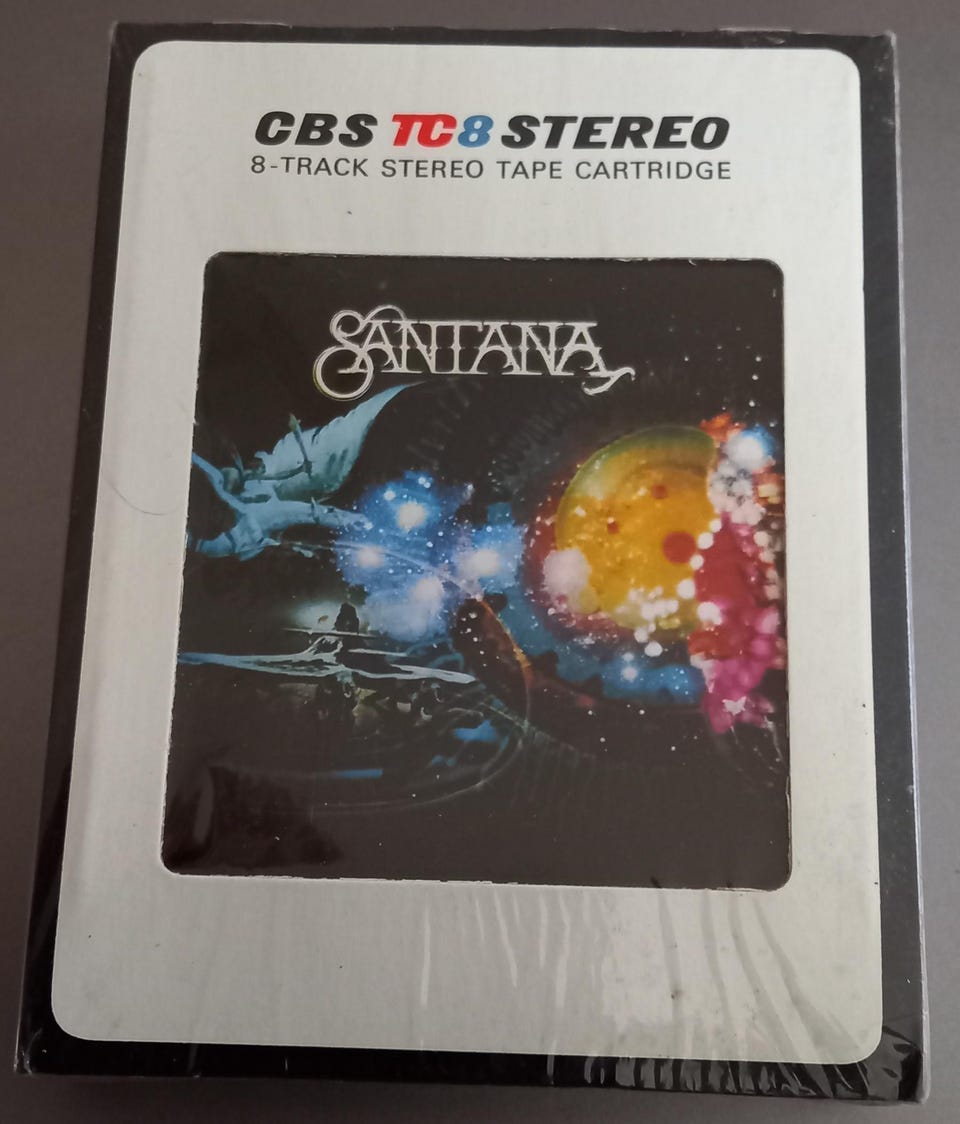 CBS TC8 STEREO
8-TRACK STEREO TAPE CARTRIDGE
SANTANA